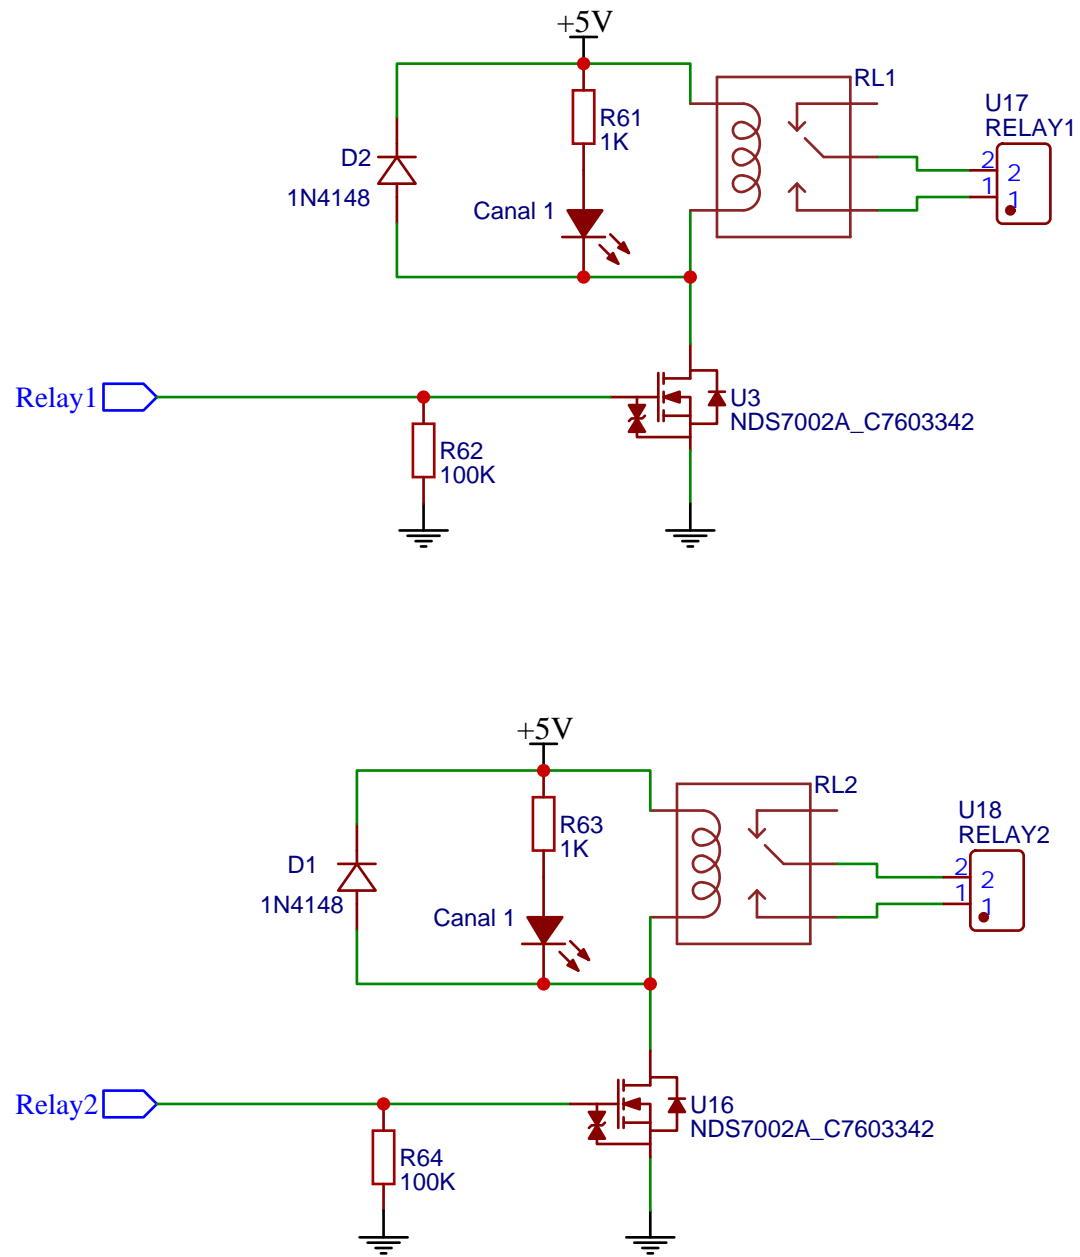 +5V
RL1
U17
RELAY1
R61
1K
D2
1N4148
2
2
1
1
Canal 1
Relay1
U3
NDS7002A_C7603342
R62
100K
+5V
RL2
U18
RELAY2
R63
1K
D1
1N4148
2
2
1
1
Canal 1
Relay2
U16
NDS7002A_C7603342
R64
100K